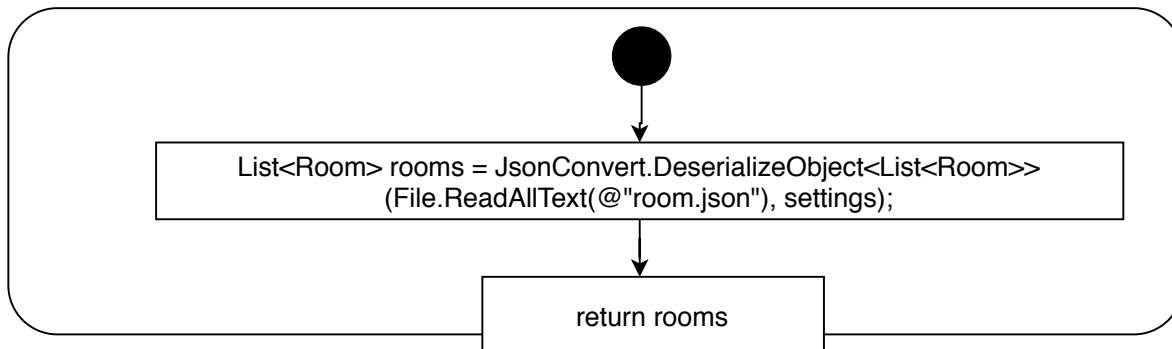 List<Room> rooms = JsonConvert.DeserializeObject<List<Room>>
(File.ReadAllText(@"room.json"), settings);
return rooms